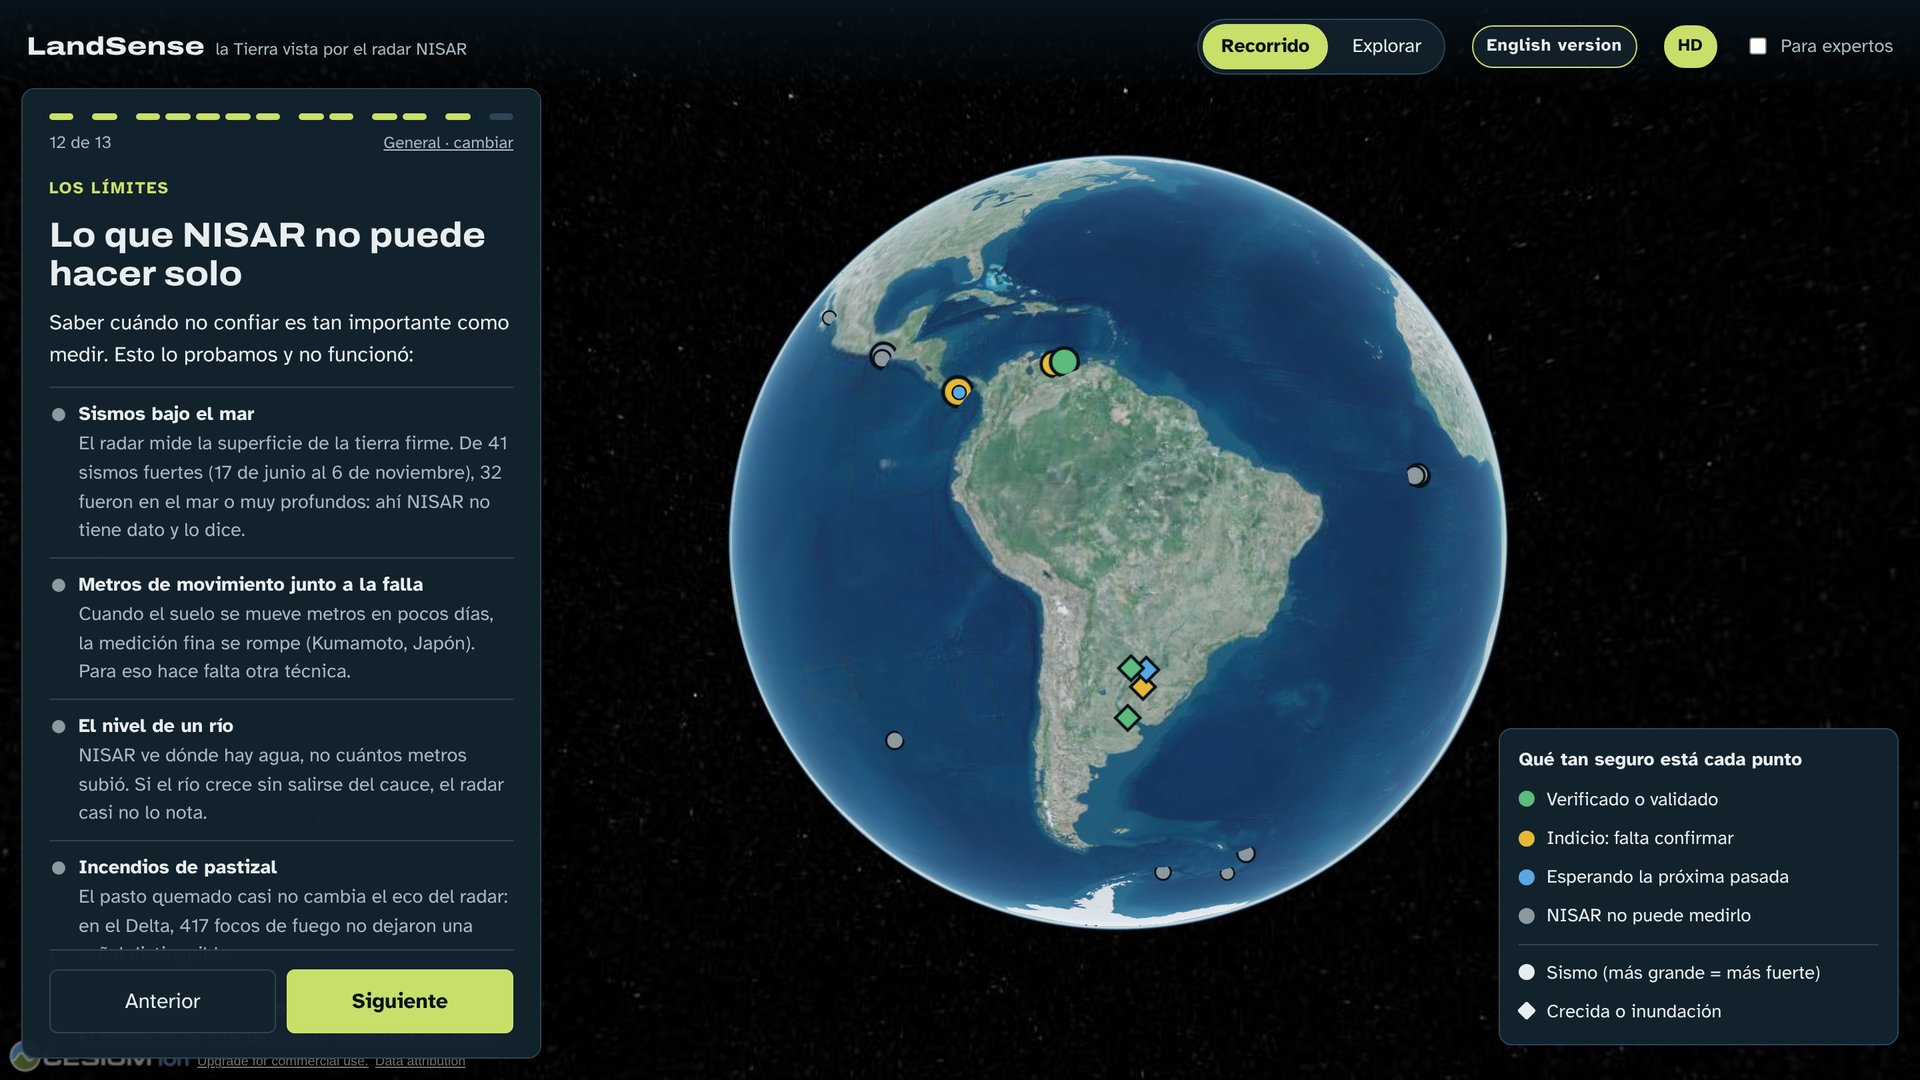 LandSense la Tierra vista por el radar NISAR
Recorrido
Explorar
English version
HD
Para expertos
12 de 13
General · cambiar
LOS LÍMITES
Lo que NISAR no puede
hacer solo
Saber cuándo no confiar es tan importante como
medir. Esto lo probamos y no funcionó:
Sismos bajo el mar
El radar mide la superficie de la tierra firme. De 41
sismos fuertes (17 de junio al 6 de noviembre), 32
fueron en el mar o muy profundos: ahí NISAR no
tiene dato y lo dice.
Metros de movimiento junto a la falla
Cuando el suelo se mueve metros en pocos días,
la medición fina se rompe (Kumamoto, Japón).
Para eso hace falta otra técnica.
El nivel de un río
NISAR ve dónde hay agua, no cuántos metros
subió. Si el río crece sin salirse del cauce, el radar
casi no lo nota.
Incendios de pastizal
El pasto quemado casi no cambia el eco del radar:
en el Delta, 417 focos de fuego no dejaron una
Anterior
Siguiente
CESIUM ion Upgrade for commercial use. Data attribution
Qué tan seguro está cada punto
Verificado o validado
Indicio: falta confirmar
Esperando la próxima pasada
NISAR no puede medirlo
Sismo (más grande = más fuerte)
Crecida o inundación